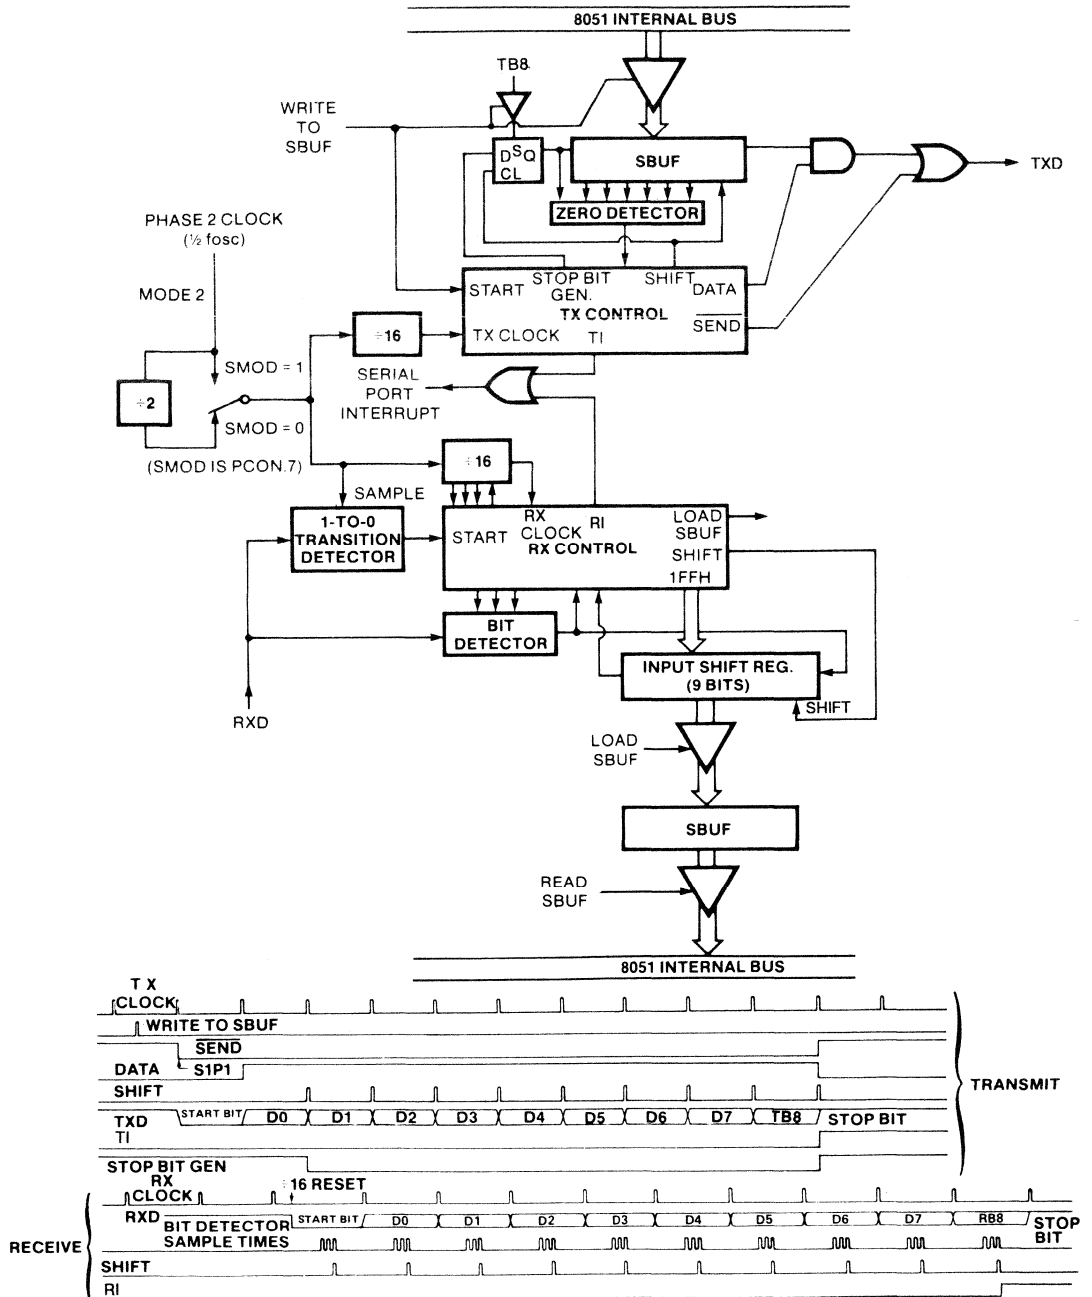 8051 INTERNAL BUS
TB8
WRITE
TO
SBUF
D S Q
CL
SBUF
TXD
ZERO DETECTOR
PHASE 2 CLOCK
(½ fosc)
MODE 2
START
STOP BIT
GEN.
SHIFT
DATA
TX CONTROL
SEND
TX CLOCK
TI
÷16
SMOD = 1
÷2
SMOD = 0
(SMOD IS PCON.7)
SERIAL
PORT
INTERRUPT
÷16
SAMPLE
1-TO-0
TRANSITION
DETECTOR
START
RX
CLOCK
RI
RX CONTROL
LOAD
SBUF
SHIFT
1FFH
BIT
DETECTOR
INPUT SHIFT REG.
(9 BITS)
SHIFT
RXD
LOAD
SBUF
SBUF
READ
SBUF
8051 INTERNAL BUS
TX
CLOCK
WRITE TO SBUF
SEND
DATA
S1P1
SHIFT
TRANSMIT
TXD
START BIT
D0
D1
D2
D3
D4
D5
D6
D7
TB8
STOP BIT
TI
STOP BIT GEN
RX
CLOCK
÷16 RESET
RXD
START BIT
D0
D1
D2
D3
D4
D5
D6
D7
RB8
STOP
BIT
BIT DETECTOR
SAMPLE TIMES
RECEIVE
SHIFT
RI